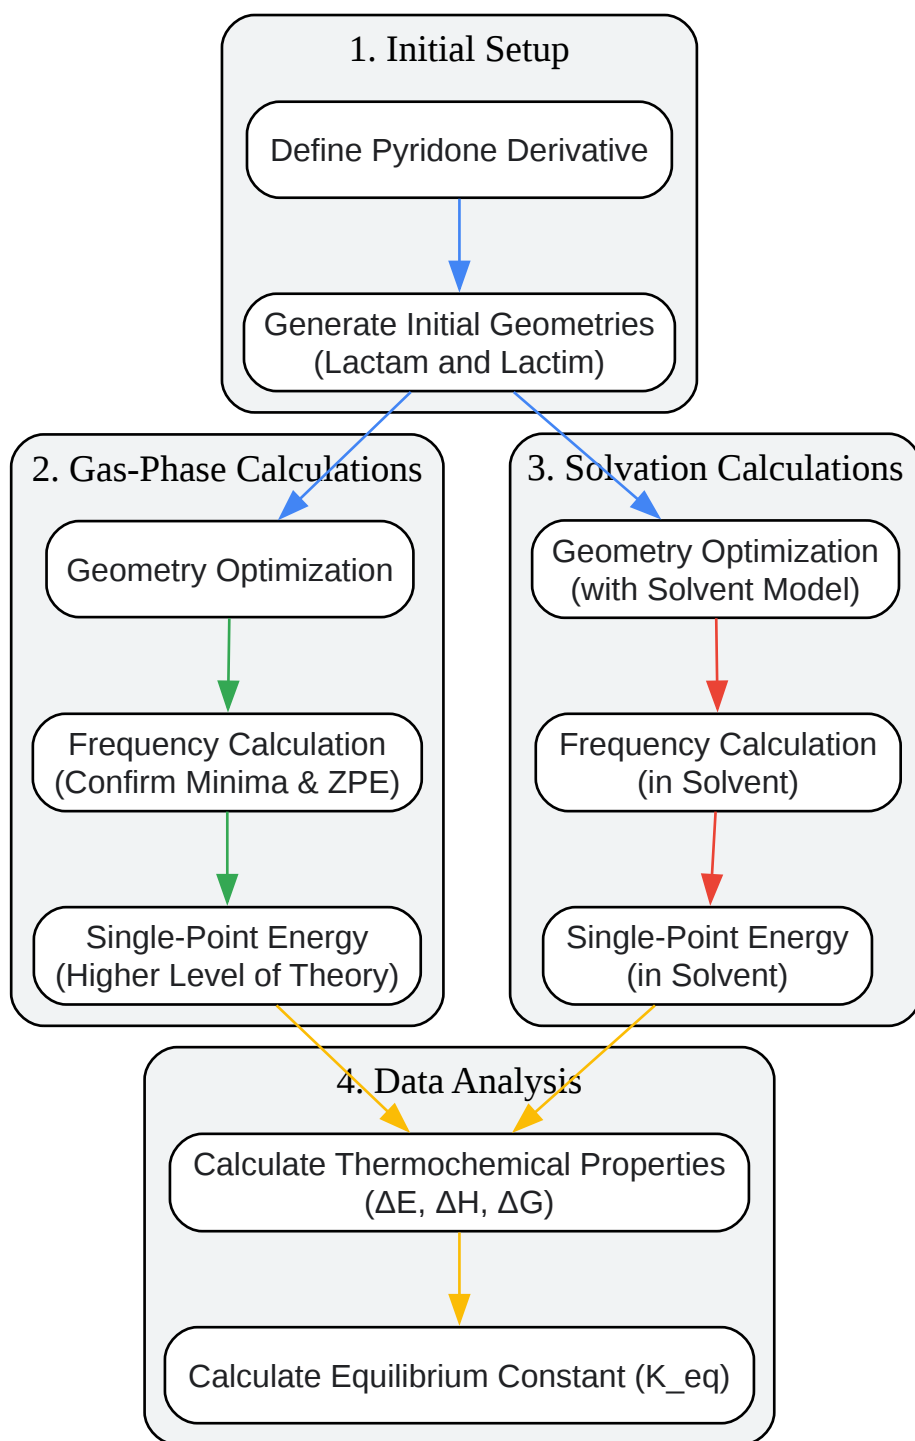 1. Initial Setup
Define Pyridone Derivative
Generate Initial Geometries
(Lactam and Lactim)
2. Gas-Phase Calculations
Geometry Optimization
Frequency Calculation
(Confirm Minima & ZPE)
Single-Point Energy
(Higher Level of Theory)
3. Solvation Calculations
Geometry Optimization
(with Solvent Model)
Frequency Calculation
(in Solvent)
Single-Point Energy
(in Solvent)
4. Data Analysis
Calculate Thermochemical Properties
(ΔE, ΔH, ΔG)
Calculate Equilibrium Constant (K_eq)